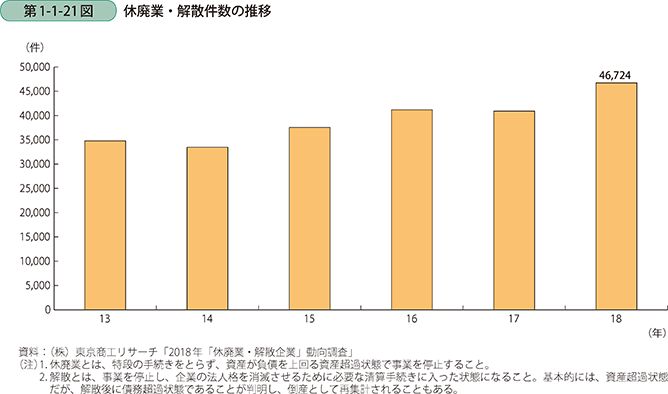 第1-1-21図 休廃業・解散件数の推移
(件)
50,000
46,724
45,000
40,000
35,000
30,000
25,000
20,000
15,000
10,000
5,000
0
13 14 15 16 17 18
(年)
資料:(株)東京商工リサーチ「2018年「休廃業・解散企業」動向調査」
(注)1. 休廃業とは、特段の手続きをとらず、資産が負債を上回る資産超過状態で事業を停止すること。
2. 解散とは、事業を停止し、企業の法人格を消滅させるために必要な清算手続きに入った状態になること。基本的には、資産超過状態
だが、解散後に債務超過状態であることが判明し、倒産として再集計されることもある。